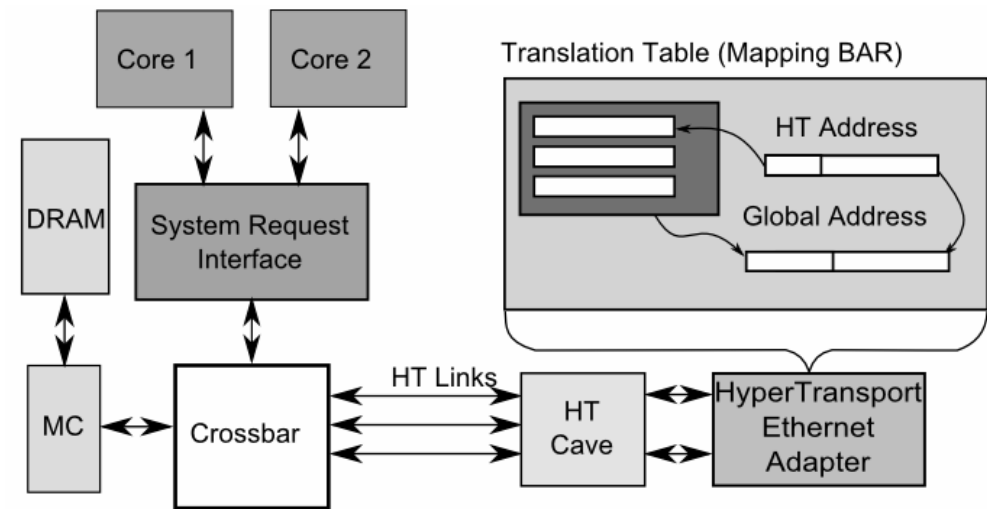 Core 1
Core 2
Translation Table (Mapping BAR)
HT Address
DRAM
System Request
Interface
Global Address
HT Links
MC
Crossbar
HT
Cave
HyperTransport
Ethernet
Adapter